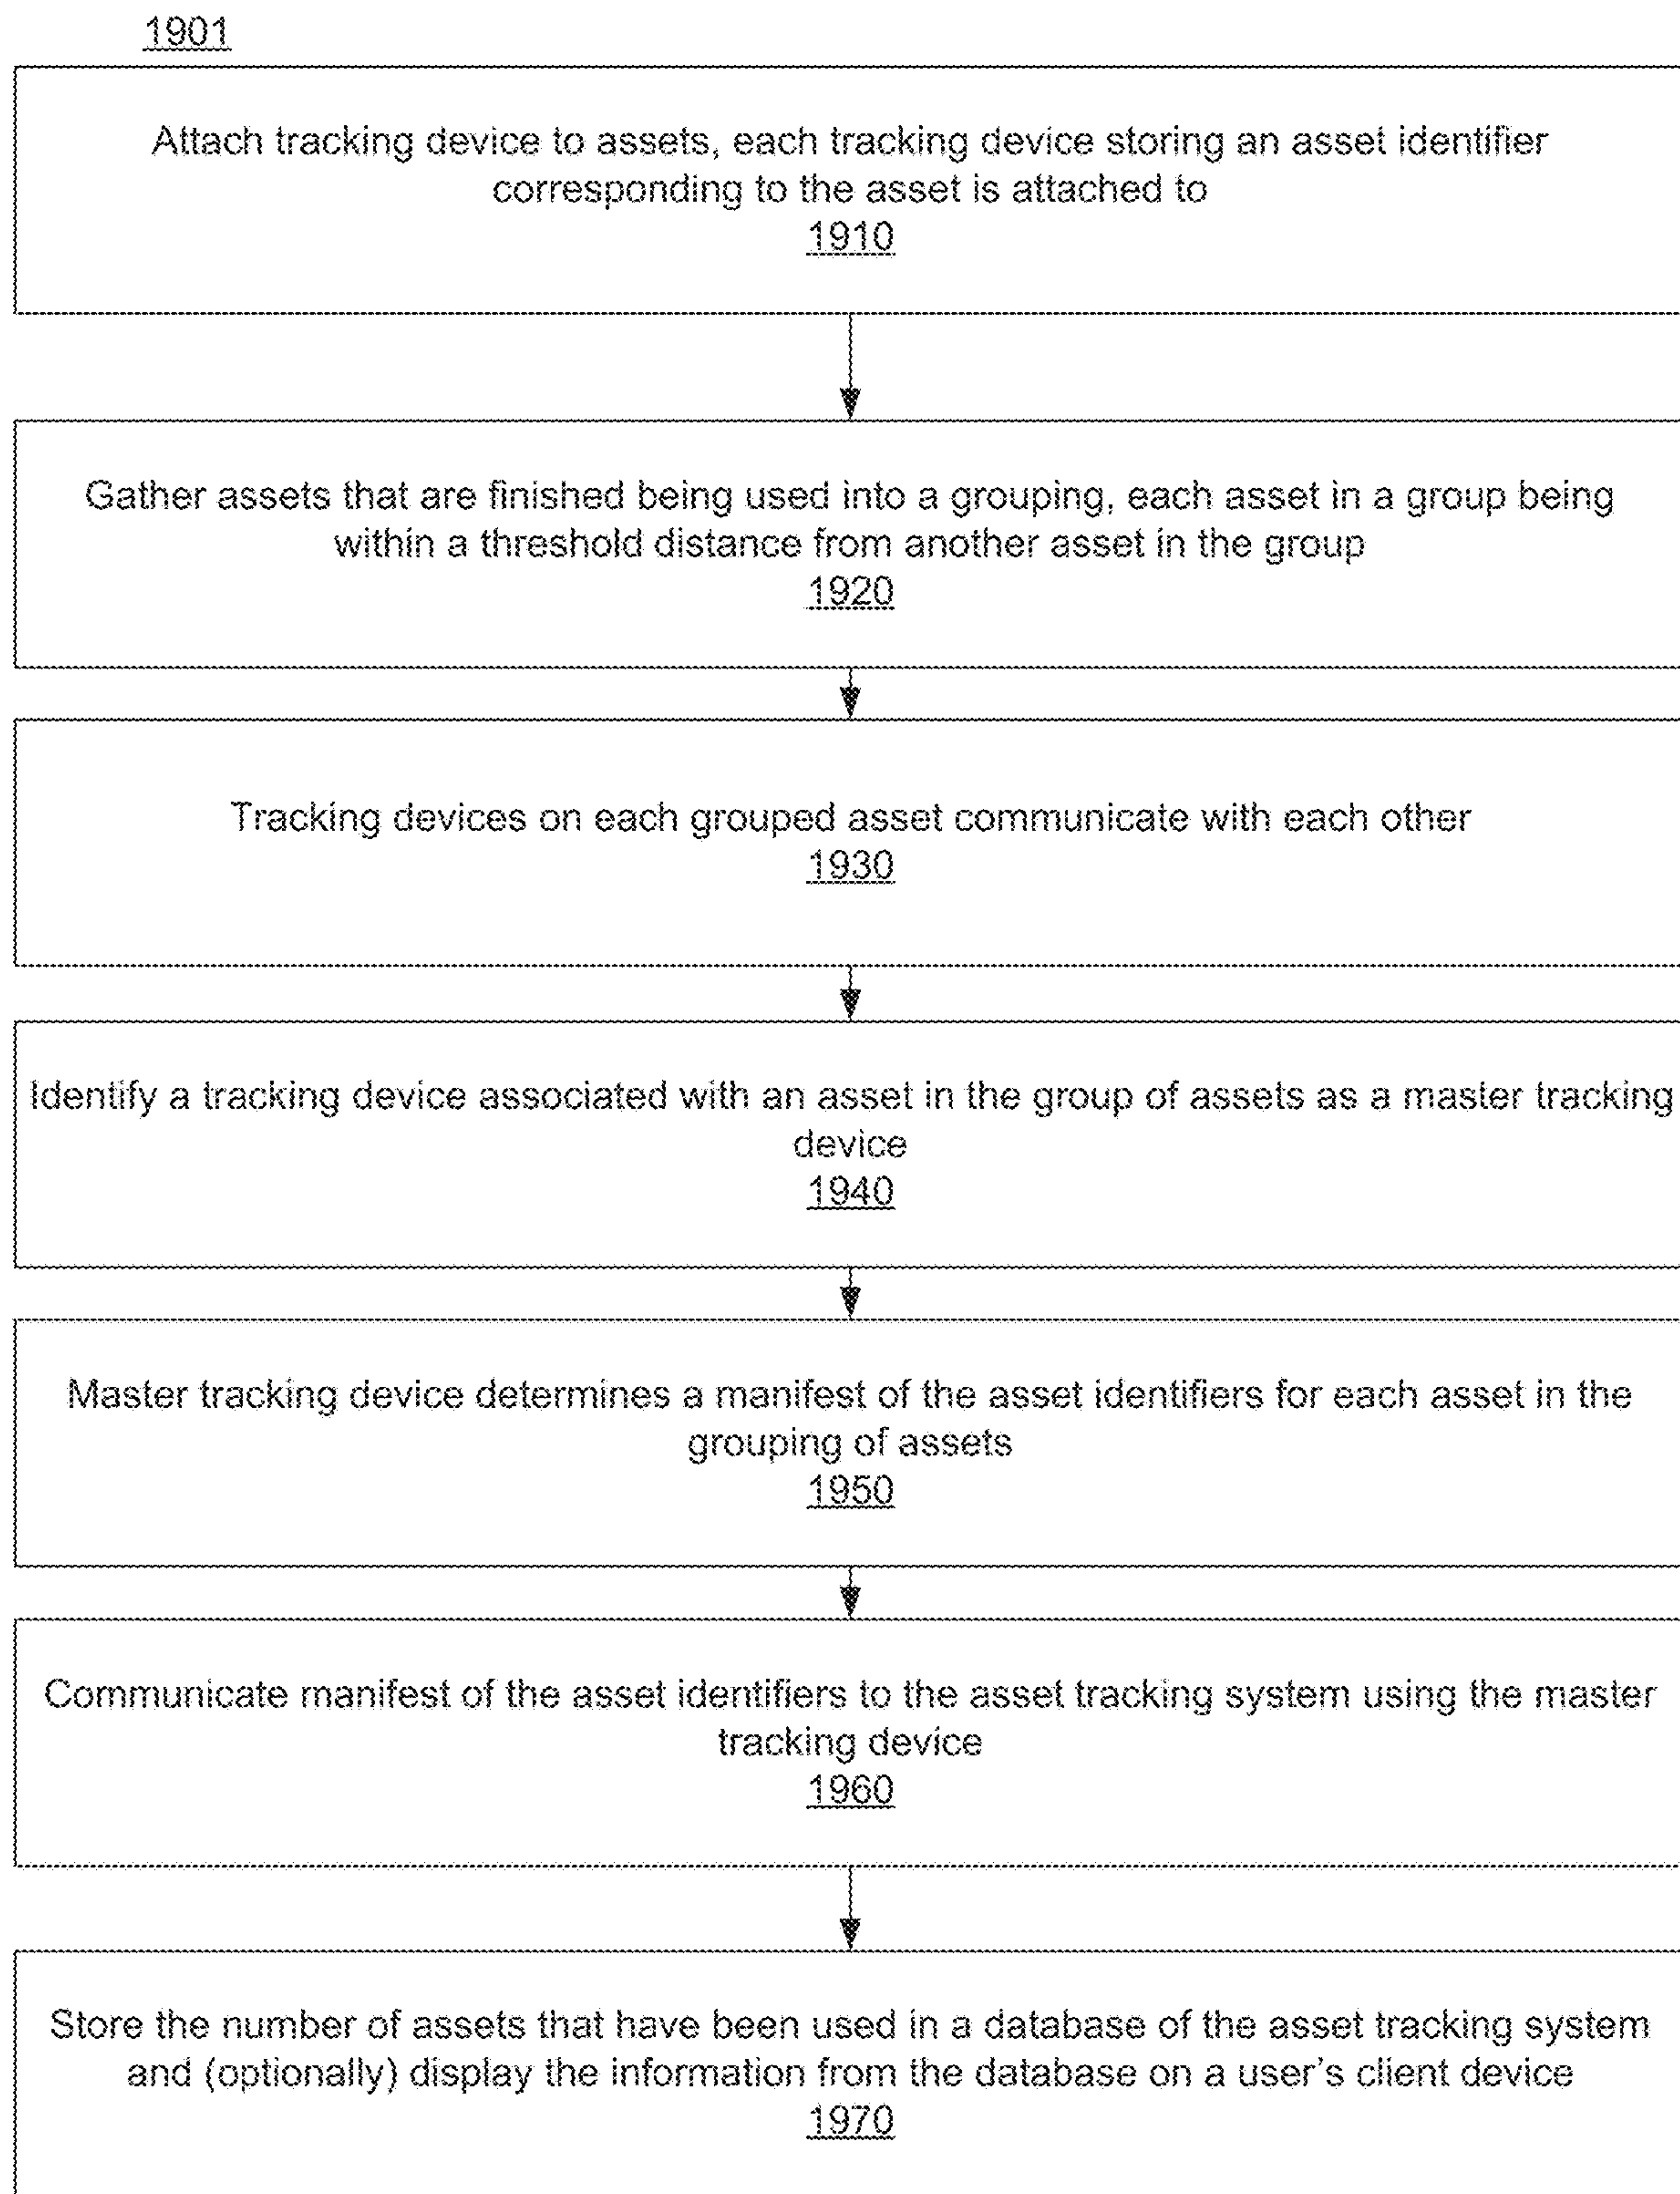 1901
Attach tracking device to assets, each tracking device storing an asset identifier
corresponding to the asset is attached to
1910
Gather assets that are finished being used into a grouping, each asset in a group being
within a threshold distance from another asset in the group
1920
Tracking devices on each grouped asset communicate with each other
1930
Identify a tracking device associated with an asset in the group of assets as a master tracking
device
1940
Master tracking device determines a manifest of the asset identifiers for each asset in the
grouping of assets
1950
Communicate manifest of the asset identifiers to the asset tracking system using the master
tracking device
1960
Store the number of assets that have been used in a database of the asset tracking system
and (optionally) display the information from the database on a user's client device
1970